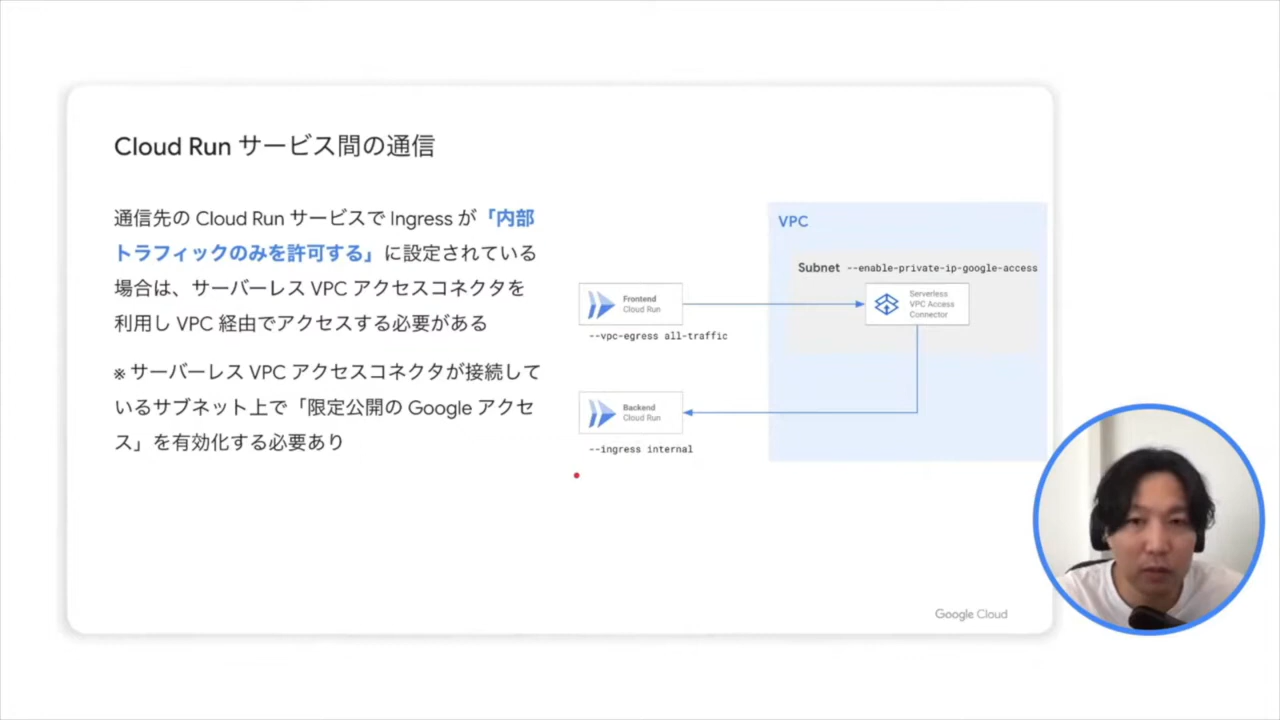 Cloud Run サービス間の通信
通信先の Cloud Run サービスで Ingress が「内部
トラフィックのみを許可する」に設定されている
場合は、サーバーレス VPC アクセスコネクタを
利用し VPC 経由でアクセスする必要がある
※ サーバーレス VPC アクセスコネクタが接続して
いるサブネット上で「限定公開の Google アクセ
ス」を有効化する必要あり
VPC
Subnet --enable-private-ip-google-access
Frontend
Cloud Run
--vpc-egress all-traffic
Serverless
VPC Access
Connector
Backend
Cloud Run
--ingress internal
Google Cloud